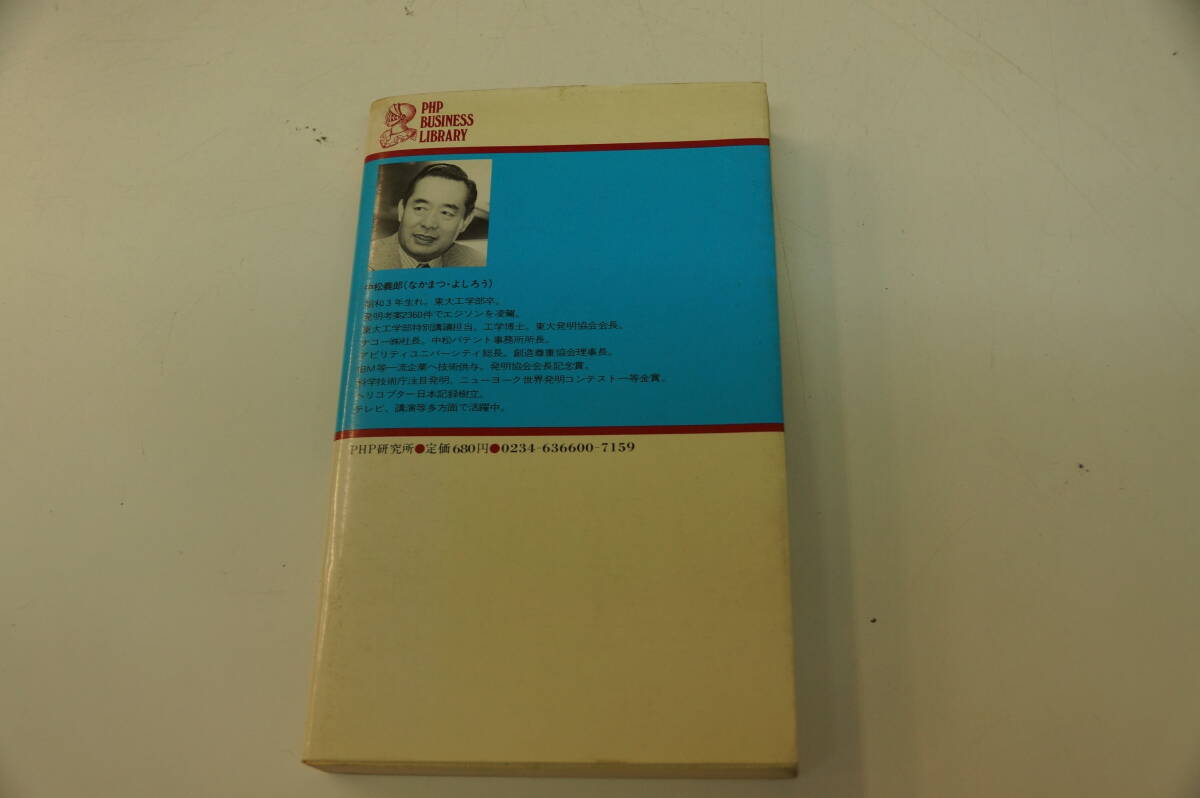 PHP
BUSINESS
LIBRARY
中松義郎(なかまつ・よしろう)
昭和3年生れ。東大工学部卒。
発明考案2360件でエジソンを凌駕。
東大工学部特別講議担当、工学博士。東大発明協会会長。
ナコー㈱社長。中松パテント事務所所長。
アビリティユニバーシティ総長。創造尊重協会理事長。
IBM等一流企業へ技術供与。発明協会会長記念賞。
科学技術庁注目発明、ニューヨーク世界発明コンテスト一等金賞。
ヘリコプター日本記録樹立。
テレビ、講演等多方面で活躍中。
PHP研究所●定価680円●0234-636600-7159